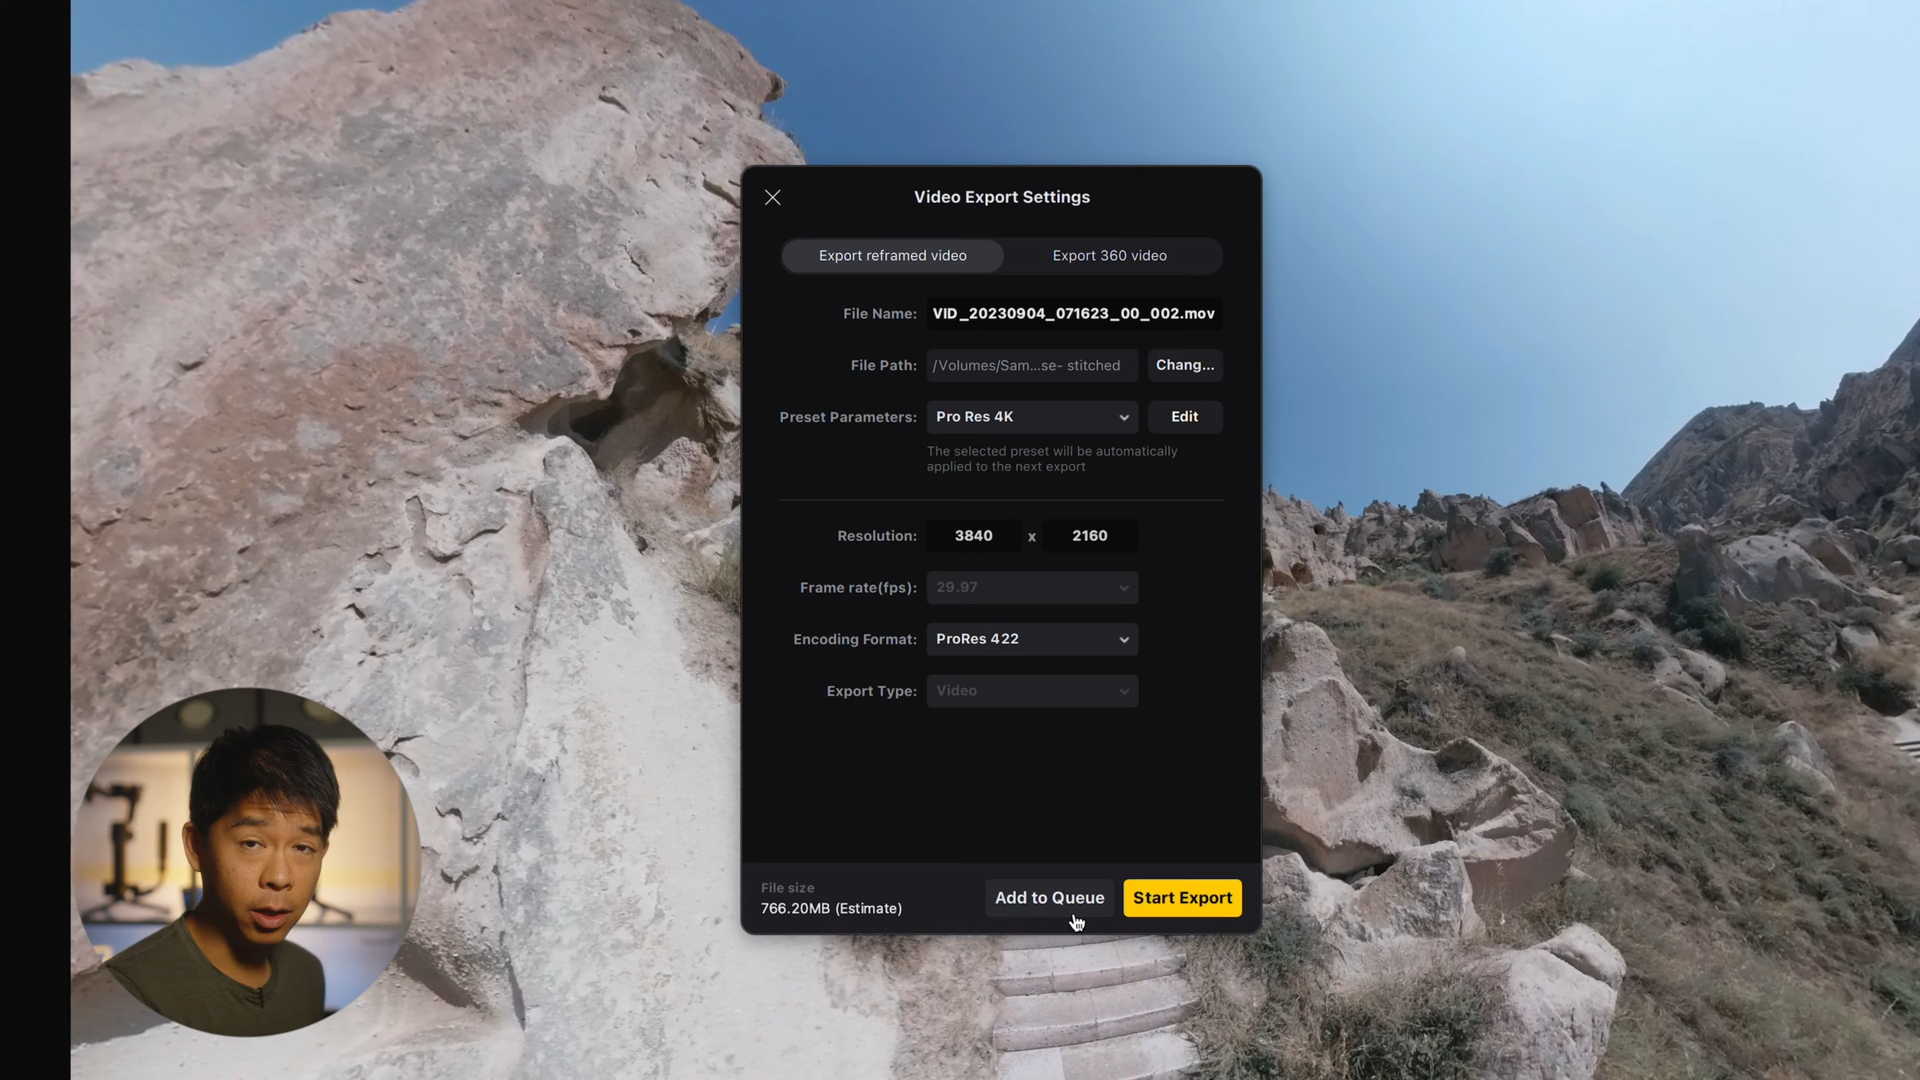 Video Export Settings
Export reframed video
Export 360 video
File Name: VID_20230904_071623_00_002.mov
File Path: /Volumes/Sam...se- stitched Chang...
Preset Parameters: Pro Res 4K Edit
The selected preset will be automatically
applied to the next export
Resolution: 3840 x 2160
Frame rate(fps): 29.97
Encoding Format: ProRes 422
Export Type: Video
File size
766.20MB (Estimate)
Add to Queue
Start Export